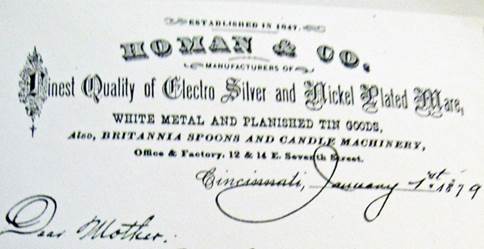 ESTABLISHED IN 1847.
HOMAN & CO.
MANUFACTURERS OF
Finest Quality of Electro Silver and Nickel Plated Ware,
WHITE METAL AND PLANISHED TIN GOODS,
Also, BRITANNIA SPOONS AND CANDLE MACHINERY,
Office & Factory, 12 & 14 E. Seventh Street.
Cincinnati, January 1st 1879
Dear Mother: